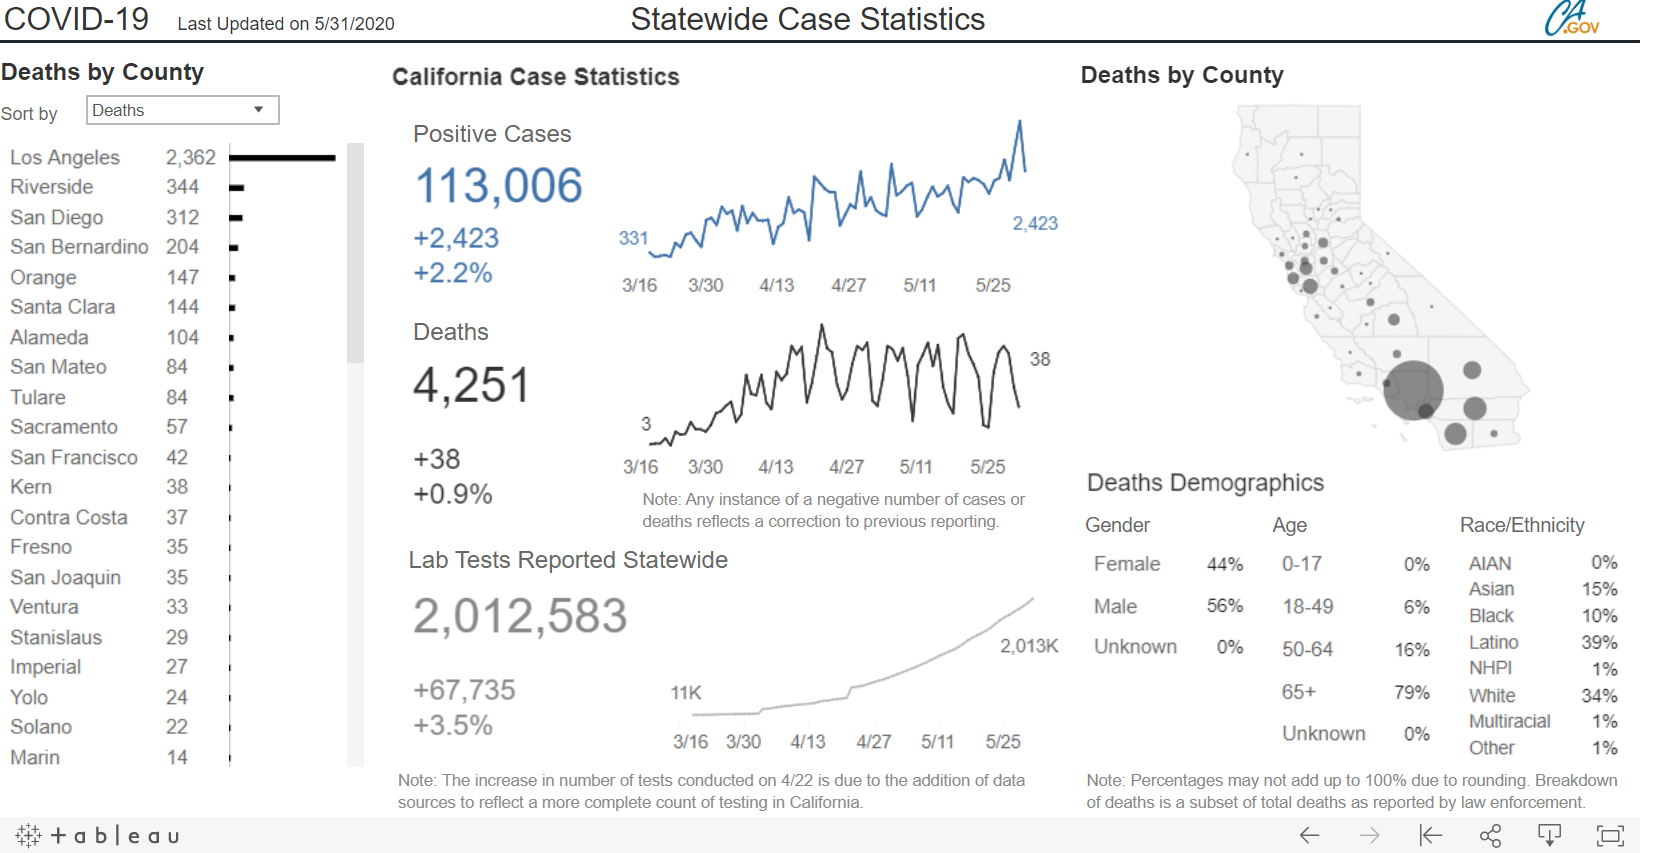 COVID-19 Last Updated on 5/31/2020 Statewide Case Statistics CA.GOV
Deaths by County
Sort by Deaths
Los Angeles 2,362
Riverside 344
San Diego 312
San Bernardino 204
Orange 147
Santa Clara 144
Alameda 104
San Mateo 84
Tulare 84
Sacramento 57
San Francisco 42
Kern 38
Contra Costa 37
Fresno 35
San Joaquin 35
Ventura 33
Stanislaus 29
Imperial 27
Yolo 24
Solano 22
Marin 14
California Case Statistics
Positive Cases
113,006
+2,423
+2.2%
331
2,423
3/16 3/30 4/13 4/27 5/11 5/25
Deaths
4,251
+38
+0.9%
38
3
3/16 3/30 4/13 4/27 5/11 5/25
Note: Any instance of a negative number of cases or
deaths reflects a correction to previous reporting.
Lab Tests Reported Statewide
2,012,583
+67,735
+3.5%
2,013K
11K
3/16 3/30 4/13 4/27 5/11 5/25
Note: The increase in number of tests conducted on 4/22 is due to the addition of data
sources to reflect a more complete count of testing in California.
Deaths by County
Deaths Demographics
Gender
Female 44%
Male 56%
Unknown 0%
Age
0-17 0%
18-49 6%
50-64 16%
65+ 79%
Unknown 0%
Race/Ethnicity
AIAN 0%
Asian 15%
Black 10%
Latino 39%
NHPI 1%
White 34%
Multiracial 1%
Other 1%
Note: Percentages may not add up to 100% due to rounding. Breakdown
of deaths is a subset of total deaths as reported by law enforcement.
+ableau